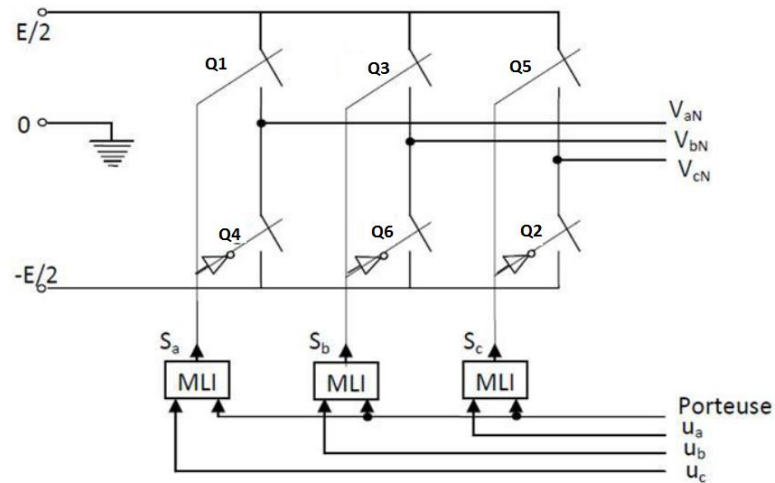 E/2
Q1 Q3 Q5
0
VaN
VbN
VcN
Q4 Q6 Q2
-E/2
Sa Sb Sc
MLI MLI MLI
Porteuse
ua
ub
uc